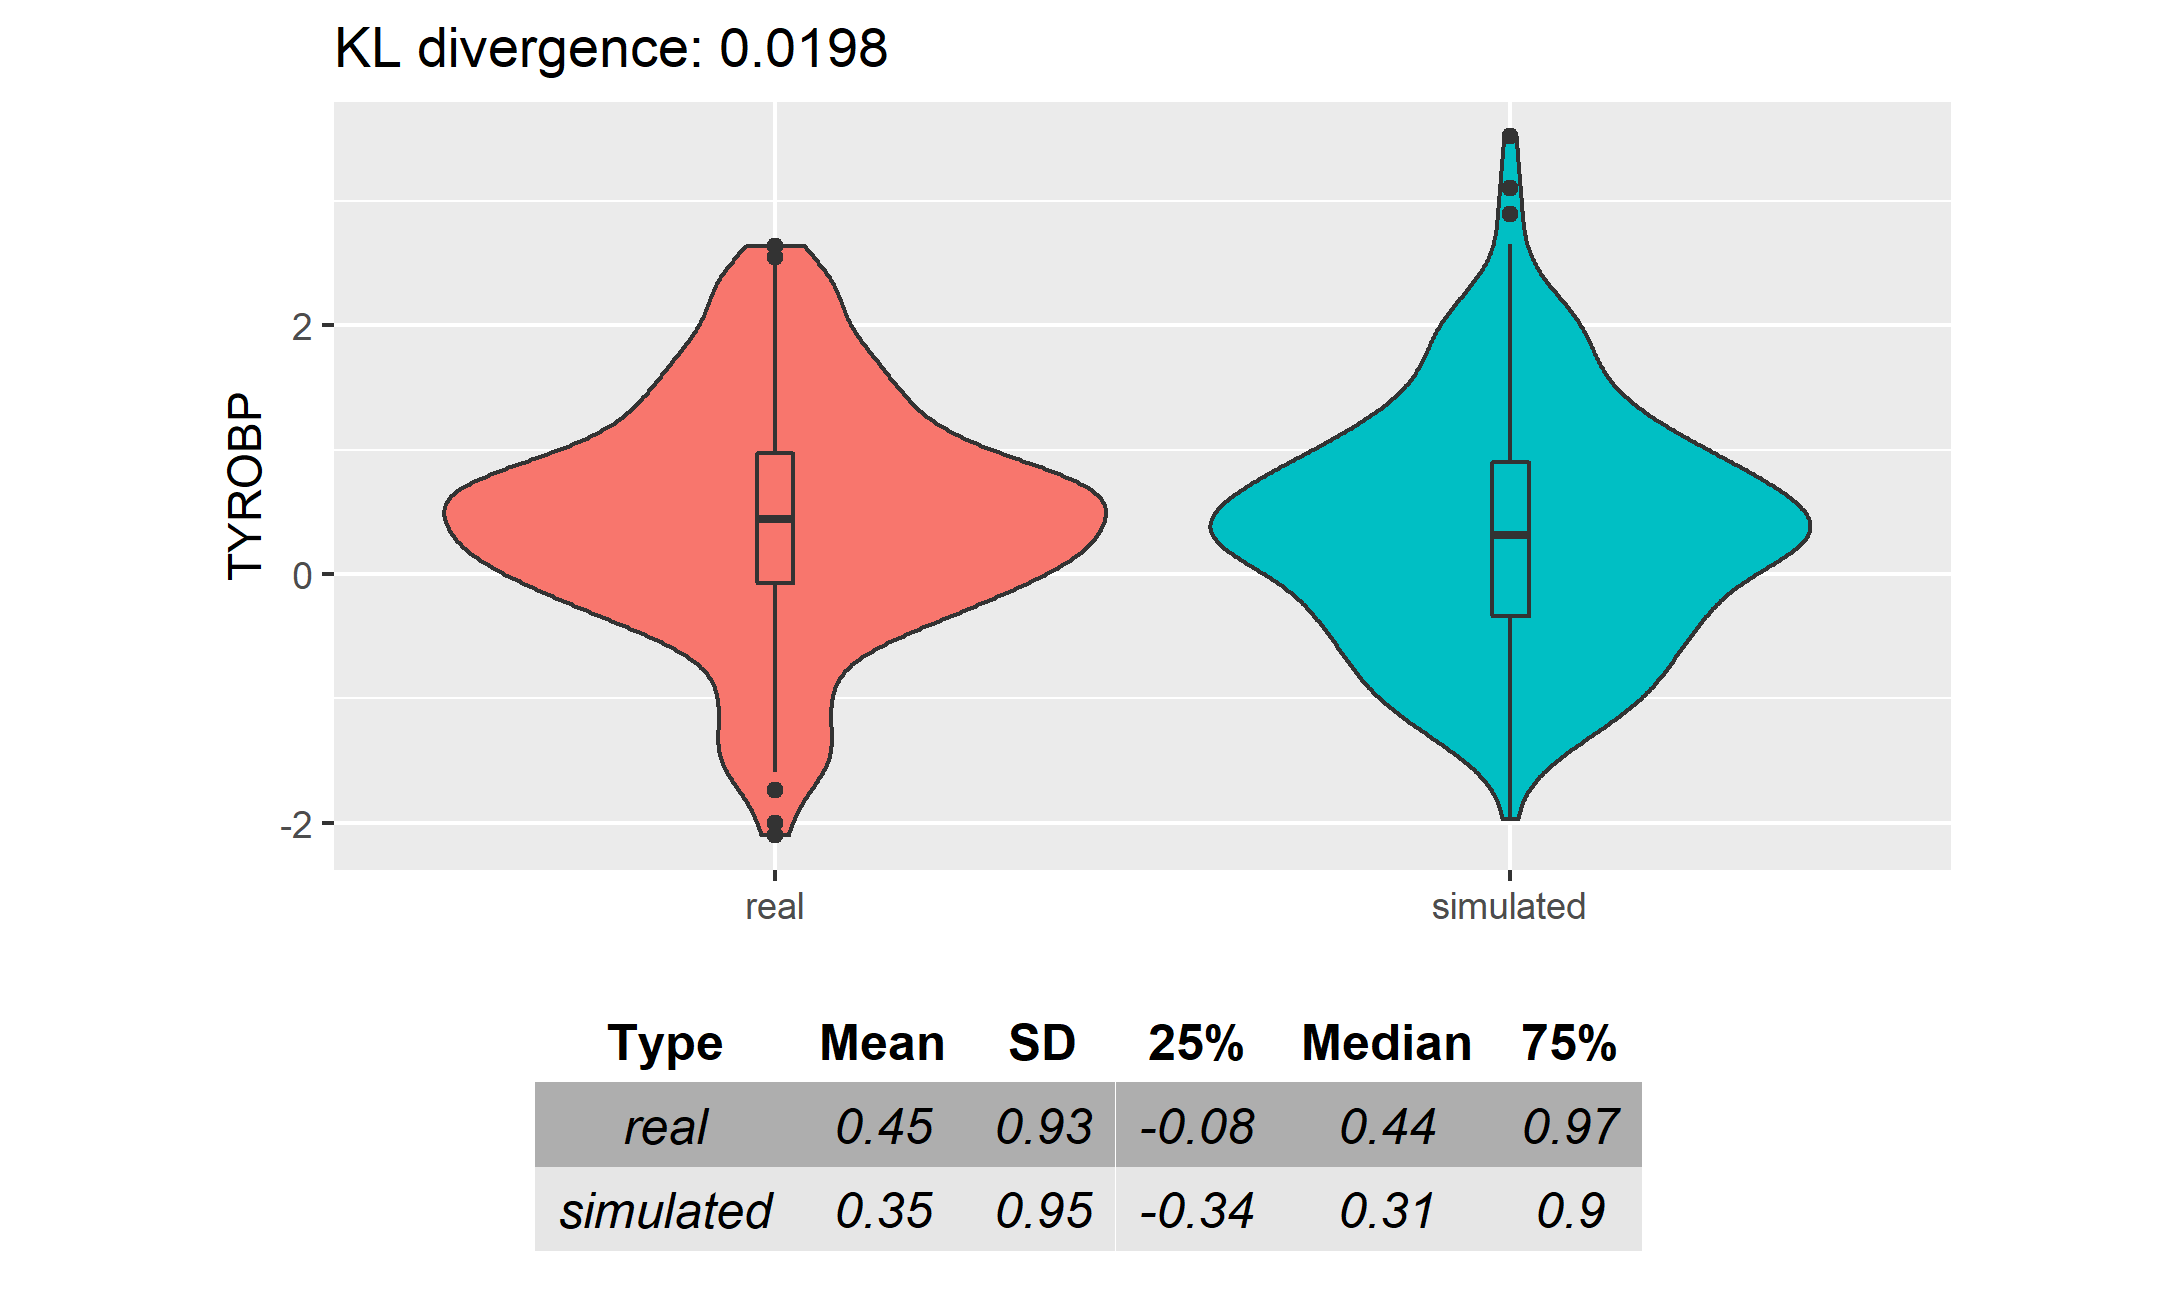 KL divergence: 0.0198
TYROBP
2
0
-2
real simulated
Type Mean SD 25% Median 75%
real 0.45 0.93 -0.08 0.44 0.97
simulated 0.35 0.95 -0.34 0.31 0.9